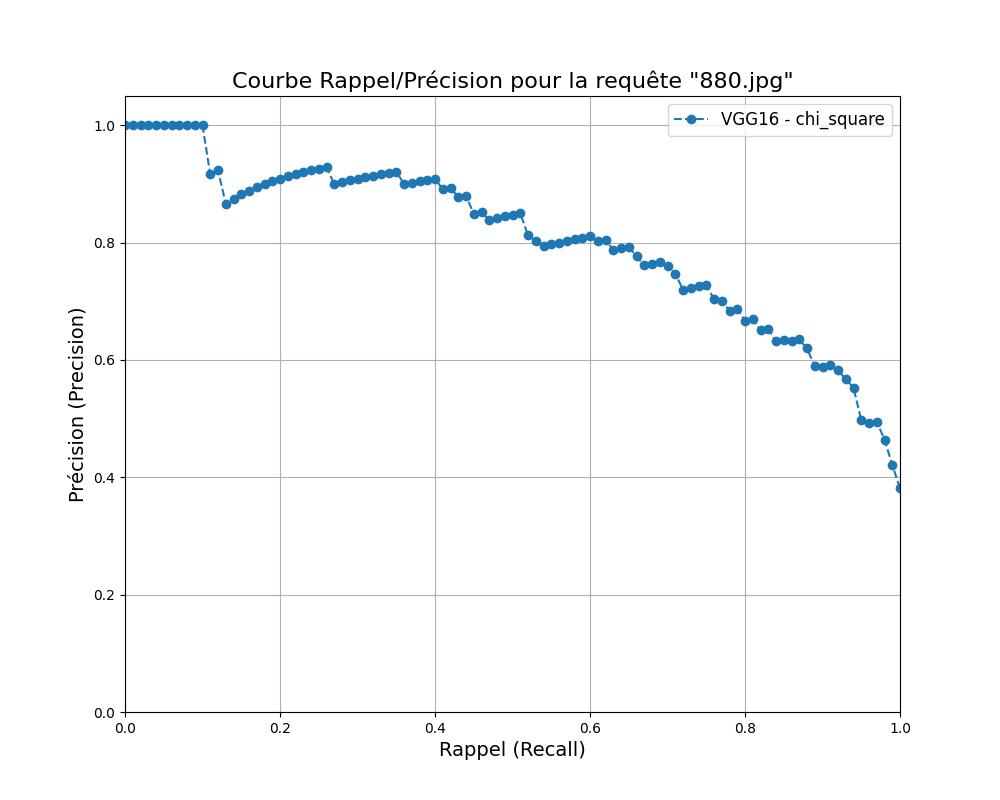 Courbe Rappel/Précision pour la requête "880.jpg"
VGG16 - chi_square
Précision (Precision)
1.0
0.8
0.6
0.4
0.2
0.0
0.0 0.2 0.4 0.6 0.8 1.0
Rappel (Recall)